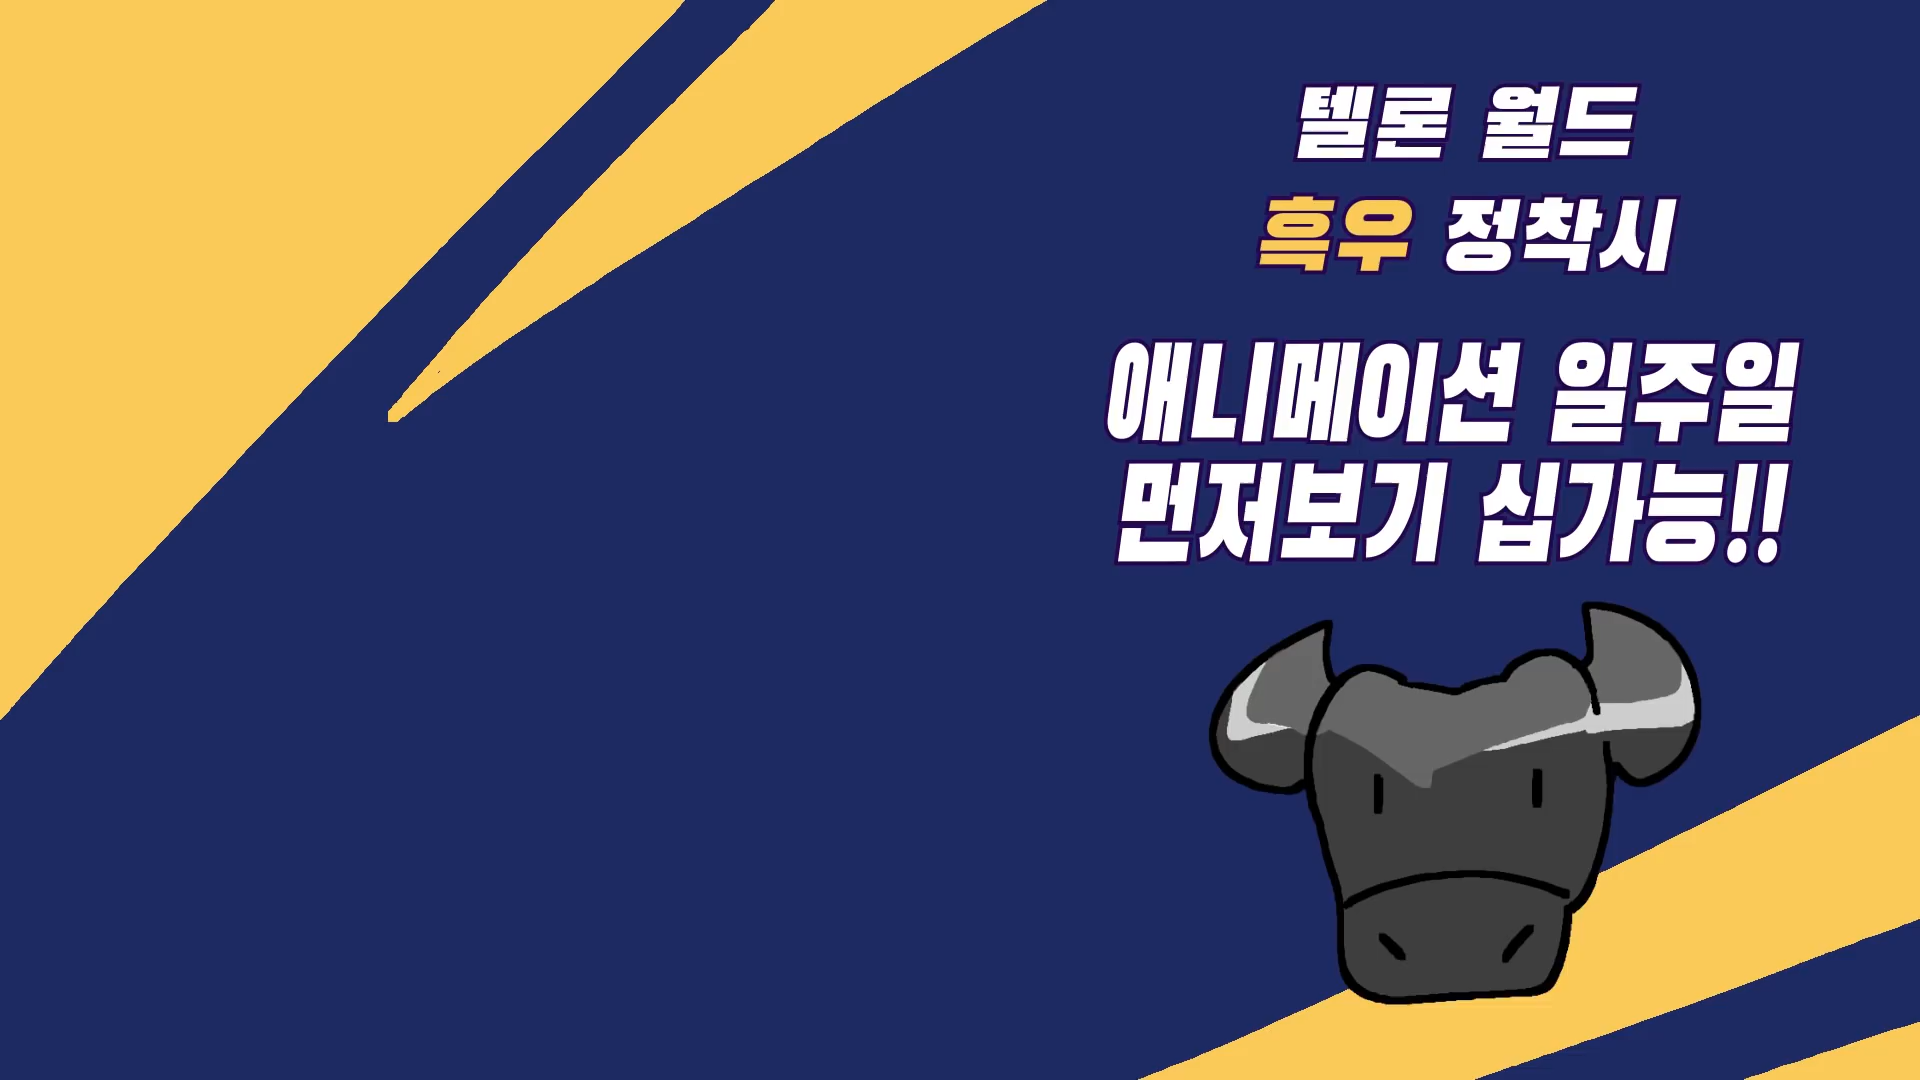 텔론 월드
흑우 정착시
애니메이션 일주일
먼저보기 십가능!!